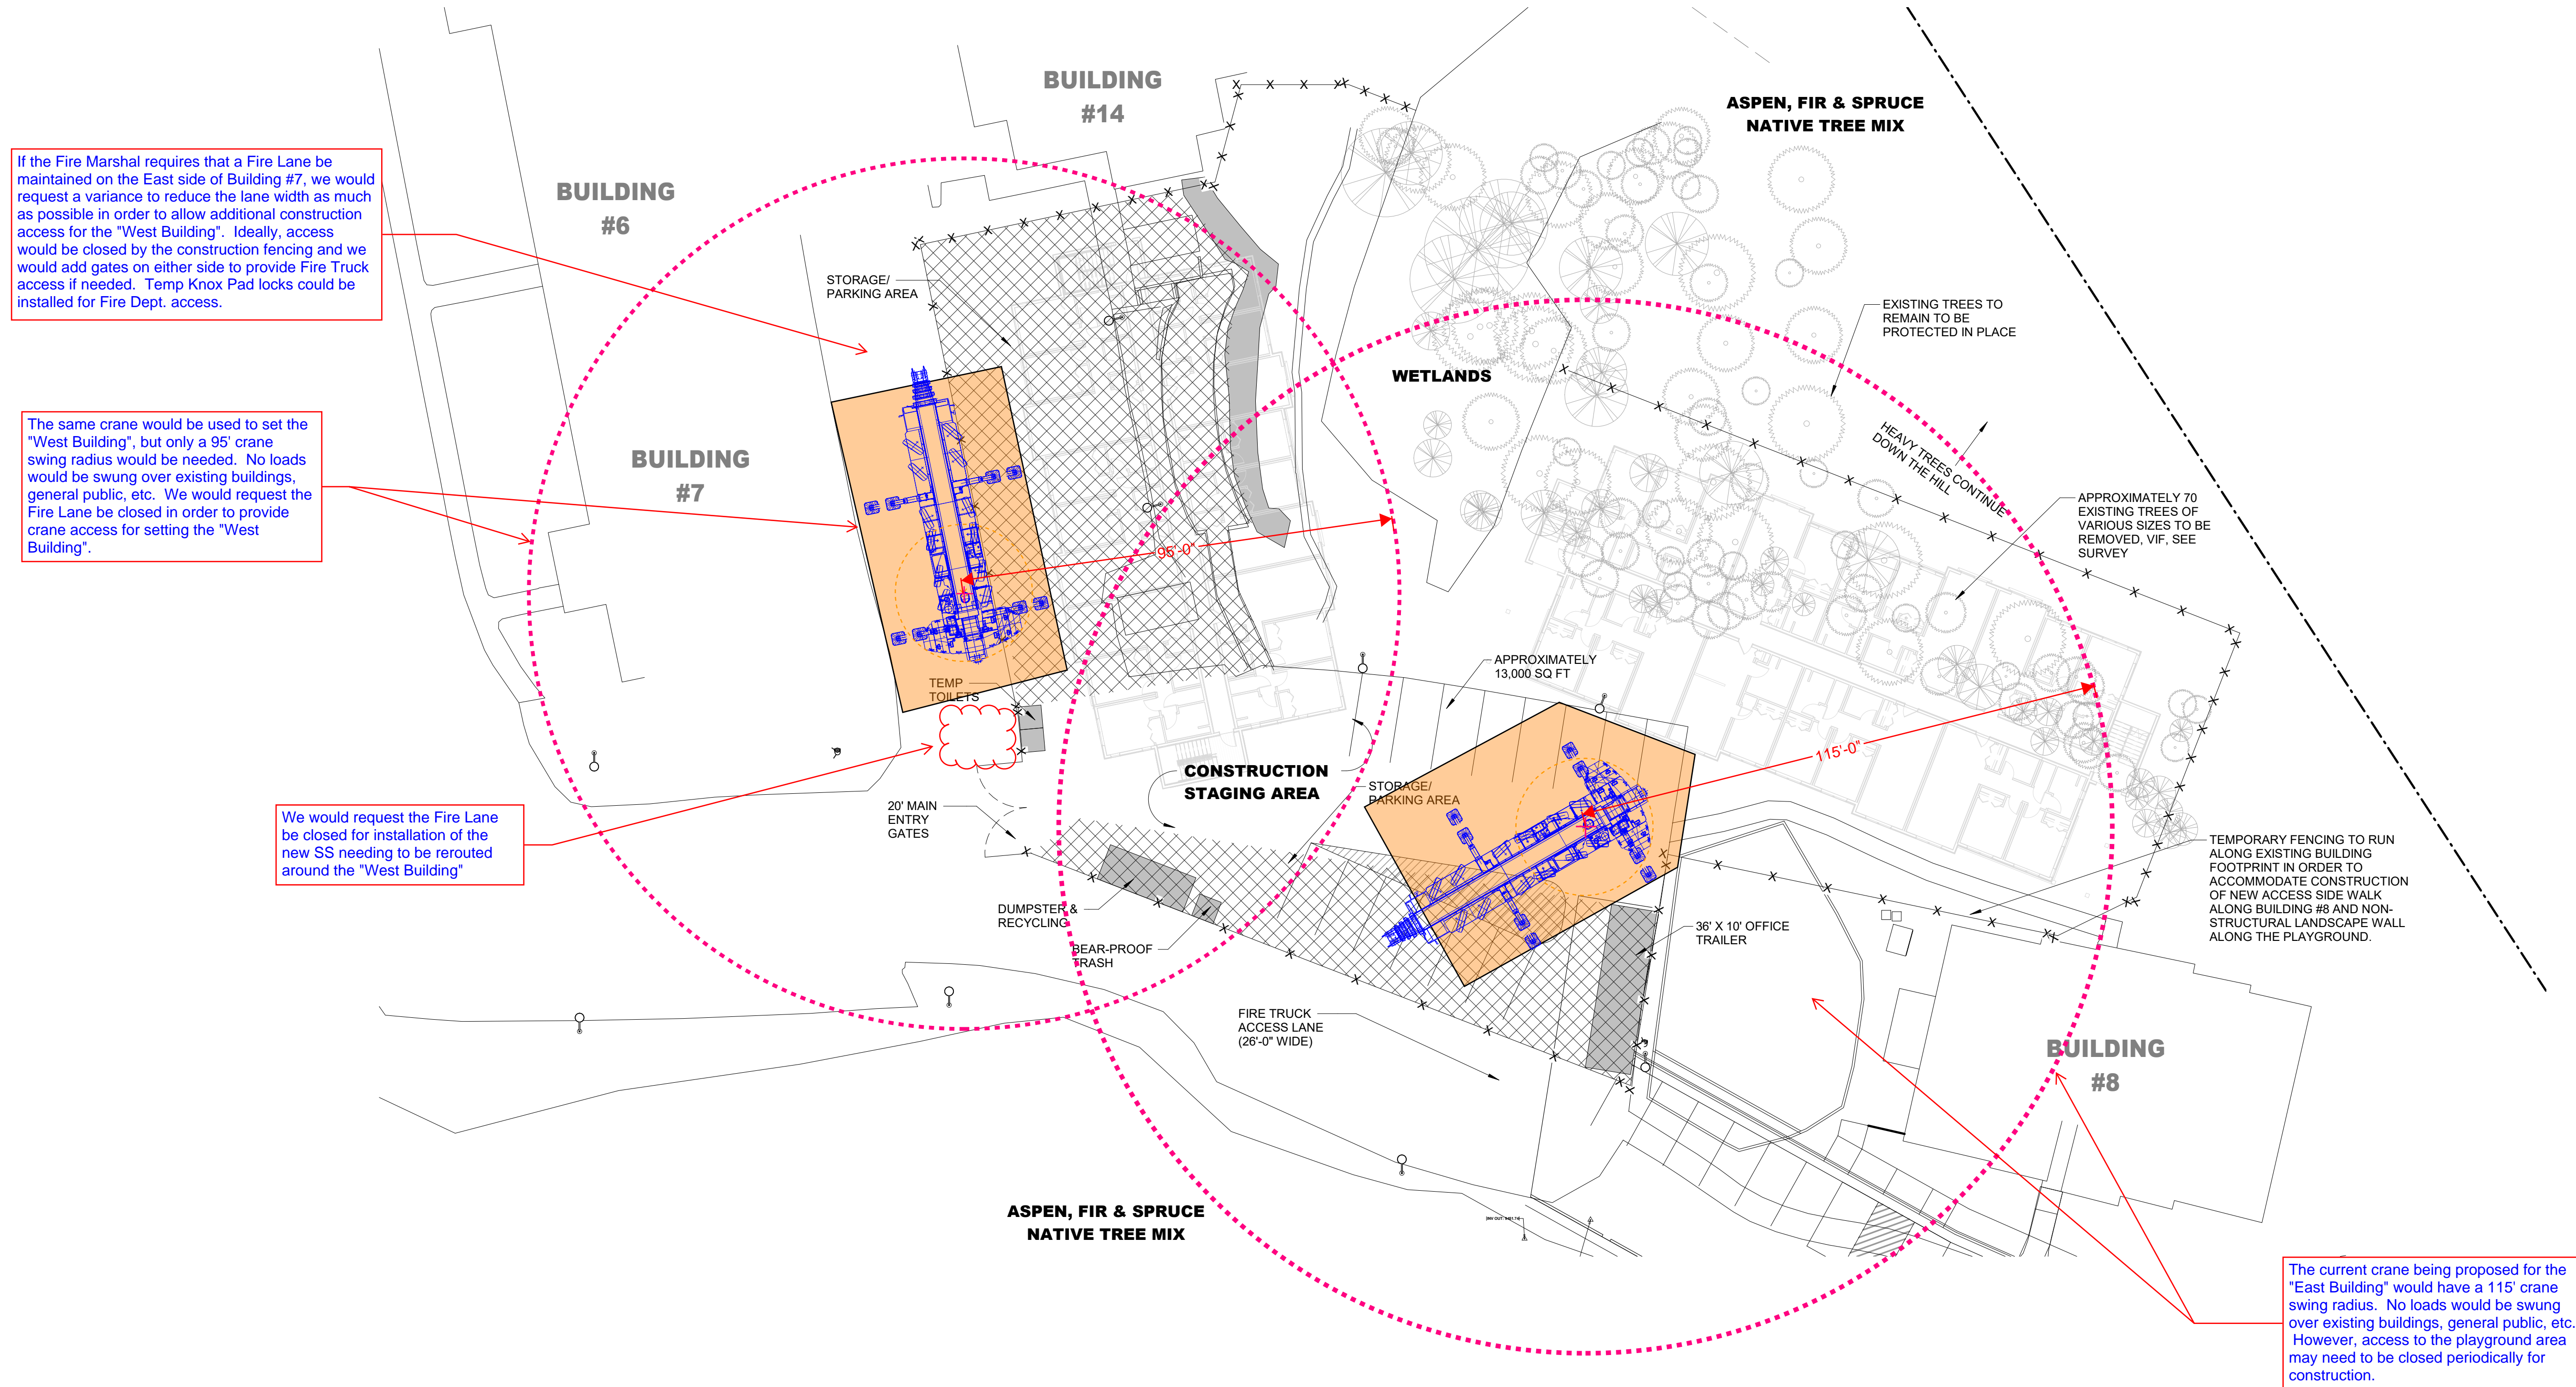 BUILDING
#14
ASPEN, FIR & SPRUCE
NATIVE TREE MIX
If the Fire Marshal requires that a Fire Lane be
maintained on the East side of Building #7, we would
request a variance to reduce the lane width as much
as possible in order to allow additional construction
access for the "West Building".  Ideally, access
would be closed by the construction fencing and we
would add gates on either side to provide Fire Truck
access if needed.  Temp Knox Pad locks could be
installed for Fire Dept. access.
BUILDING
#6
STORAGE/
PARKING AREA
EXISTING TREES TO
REMAIN TO BE
PROTECTED IN PLACE
WETLANDS
The same crane would be used to set the
"West Building", but only a 95' crane
swing radius would be needed.  No loads
would be swung over existing buildings,
general public, etc.  We would request the
Fire Lane be closed in order to provide
crane access for setting the "West
Building".
BUILDING
#7
HEAVY TREES CONTINUE
DOWN THE HILL
APPROXIMATELY 70
EXISTING TREES OF
VARIOUS SIZES TO BE
REMOVED, VIF, SEE
SURVEY
95'-0"
APPROXIMATELY
13,000 SQ FT
TEMP
TOILETS
115'-0"
CONSTRUCTION
STAGING AREA
STORAGE/
PARKING AREA
20' MAIN
ENTRY
GATES
We would request the Fire Lane
be closed for installation of the
new SS needing to be rerouted
around the "West Building"
TEMPORARY FENCING TO RUN
ALONG EXISTING BUILDING
FOOTPRINT IN ORDER TO
ACCOMMODATE CONSTRUCTION
OF NEW ACCESS SIDE WALK
ALONG BUILDING #8 AND NON-
STRUCTURAL LANDSCAPE WALL
ALONG THE PLAYGROUND.
DUMPSTER &
RECYCLING
BEAR-PROOF
TRASH
36' X 10' OFFICE
TRAILER
FIRE TRUCK
ACCESS LANE
(26'-0" WIDE)
BUILDING
#8
ASPEN, FIR & SPRUCE
NATIVE TREE MIX
The current crane being proposed for the
"East Building" would have a 115' crane
swing radius.  No loads would be swung
over existing buildings, general public, etc.
However, access to the playground area
may need to be closed periodically for
construction.